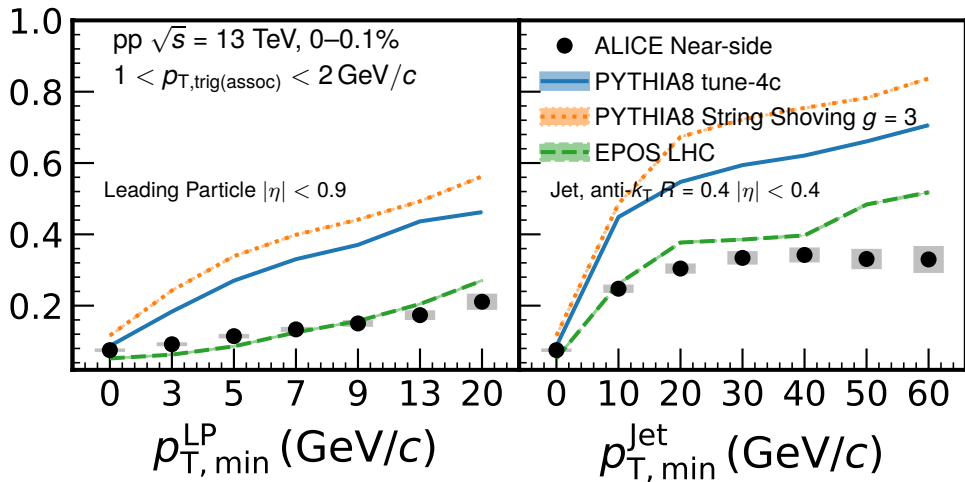 1.0
0.8
0.6
0.4
0.2
pp √s = 13 TeV, 0–0.1%
1 < p_T,trig(assoc) < 2 GeV/c
Leading Particle |η| < 0.9
0 3 5 7 9 13 20
p_T,min^LP (GeV/c)
ALICE Near-side
PYTHIA8 tune-4c
PYTHIA8 String Shoving g = 3
EPOS LHC
Jet, anti-k_T R = 0.4 |η| < 0.4
0 10 20 30 40 50 60
p_T,min^Jet (GeV/c)